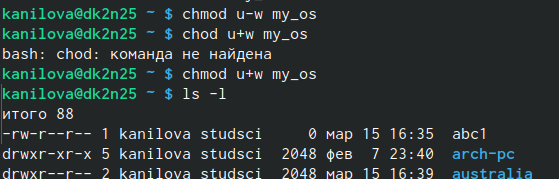 kanilova@dk2n25 ~ $ chmod u-w my_os
kanilova@dk2n25 ~ $ chod u+w my_os
bash: chod: команда не найдена
kanilova@dk2n25 ~ $ chmod u+w my_os
kanilova@dk2n25 ~ $ ls -l
итого 88
-rw-r--r-- 1 kanilova studsci    0 мар 15 16:35 abc1
drwxr-xr-x 5 kanilova studsci 2048 фев  7 23:40 arch-pc
drwxr--r-- 2 kanilova studsci 2048 мар 15 16:39 australia